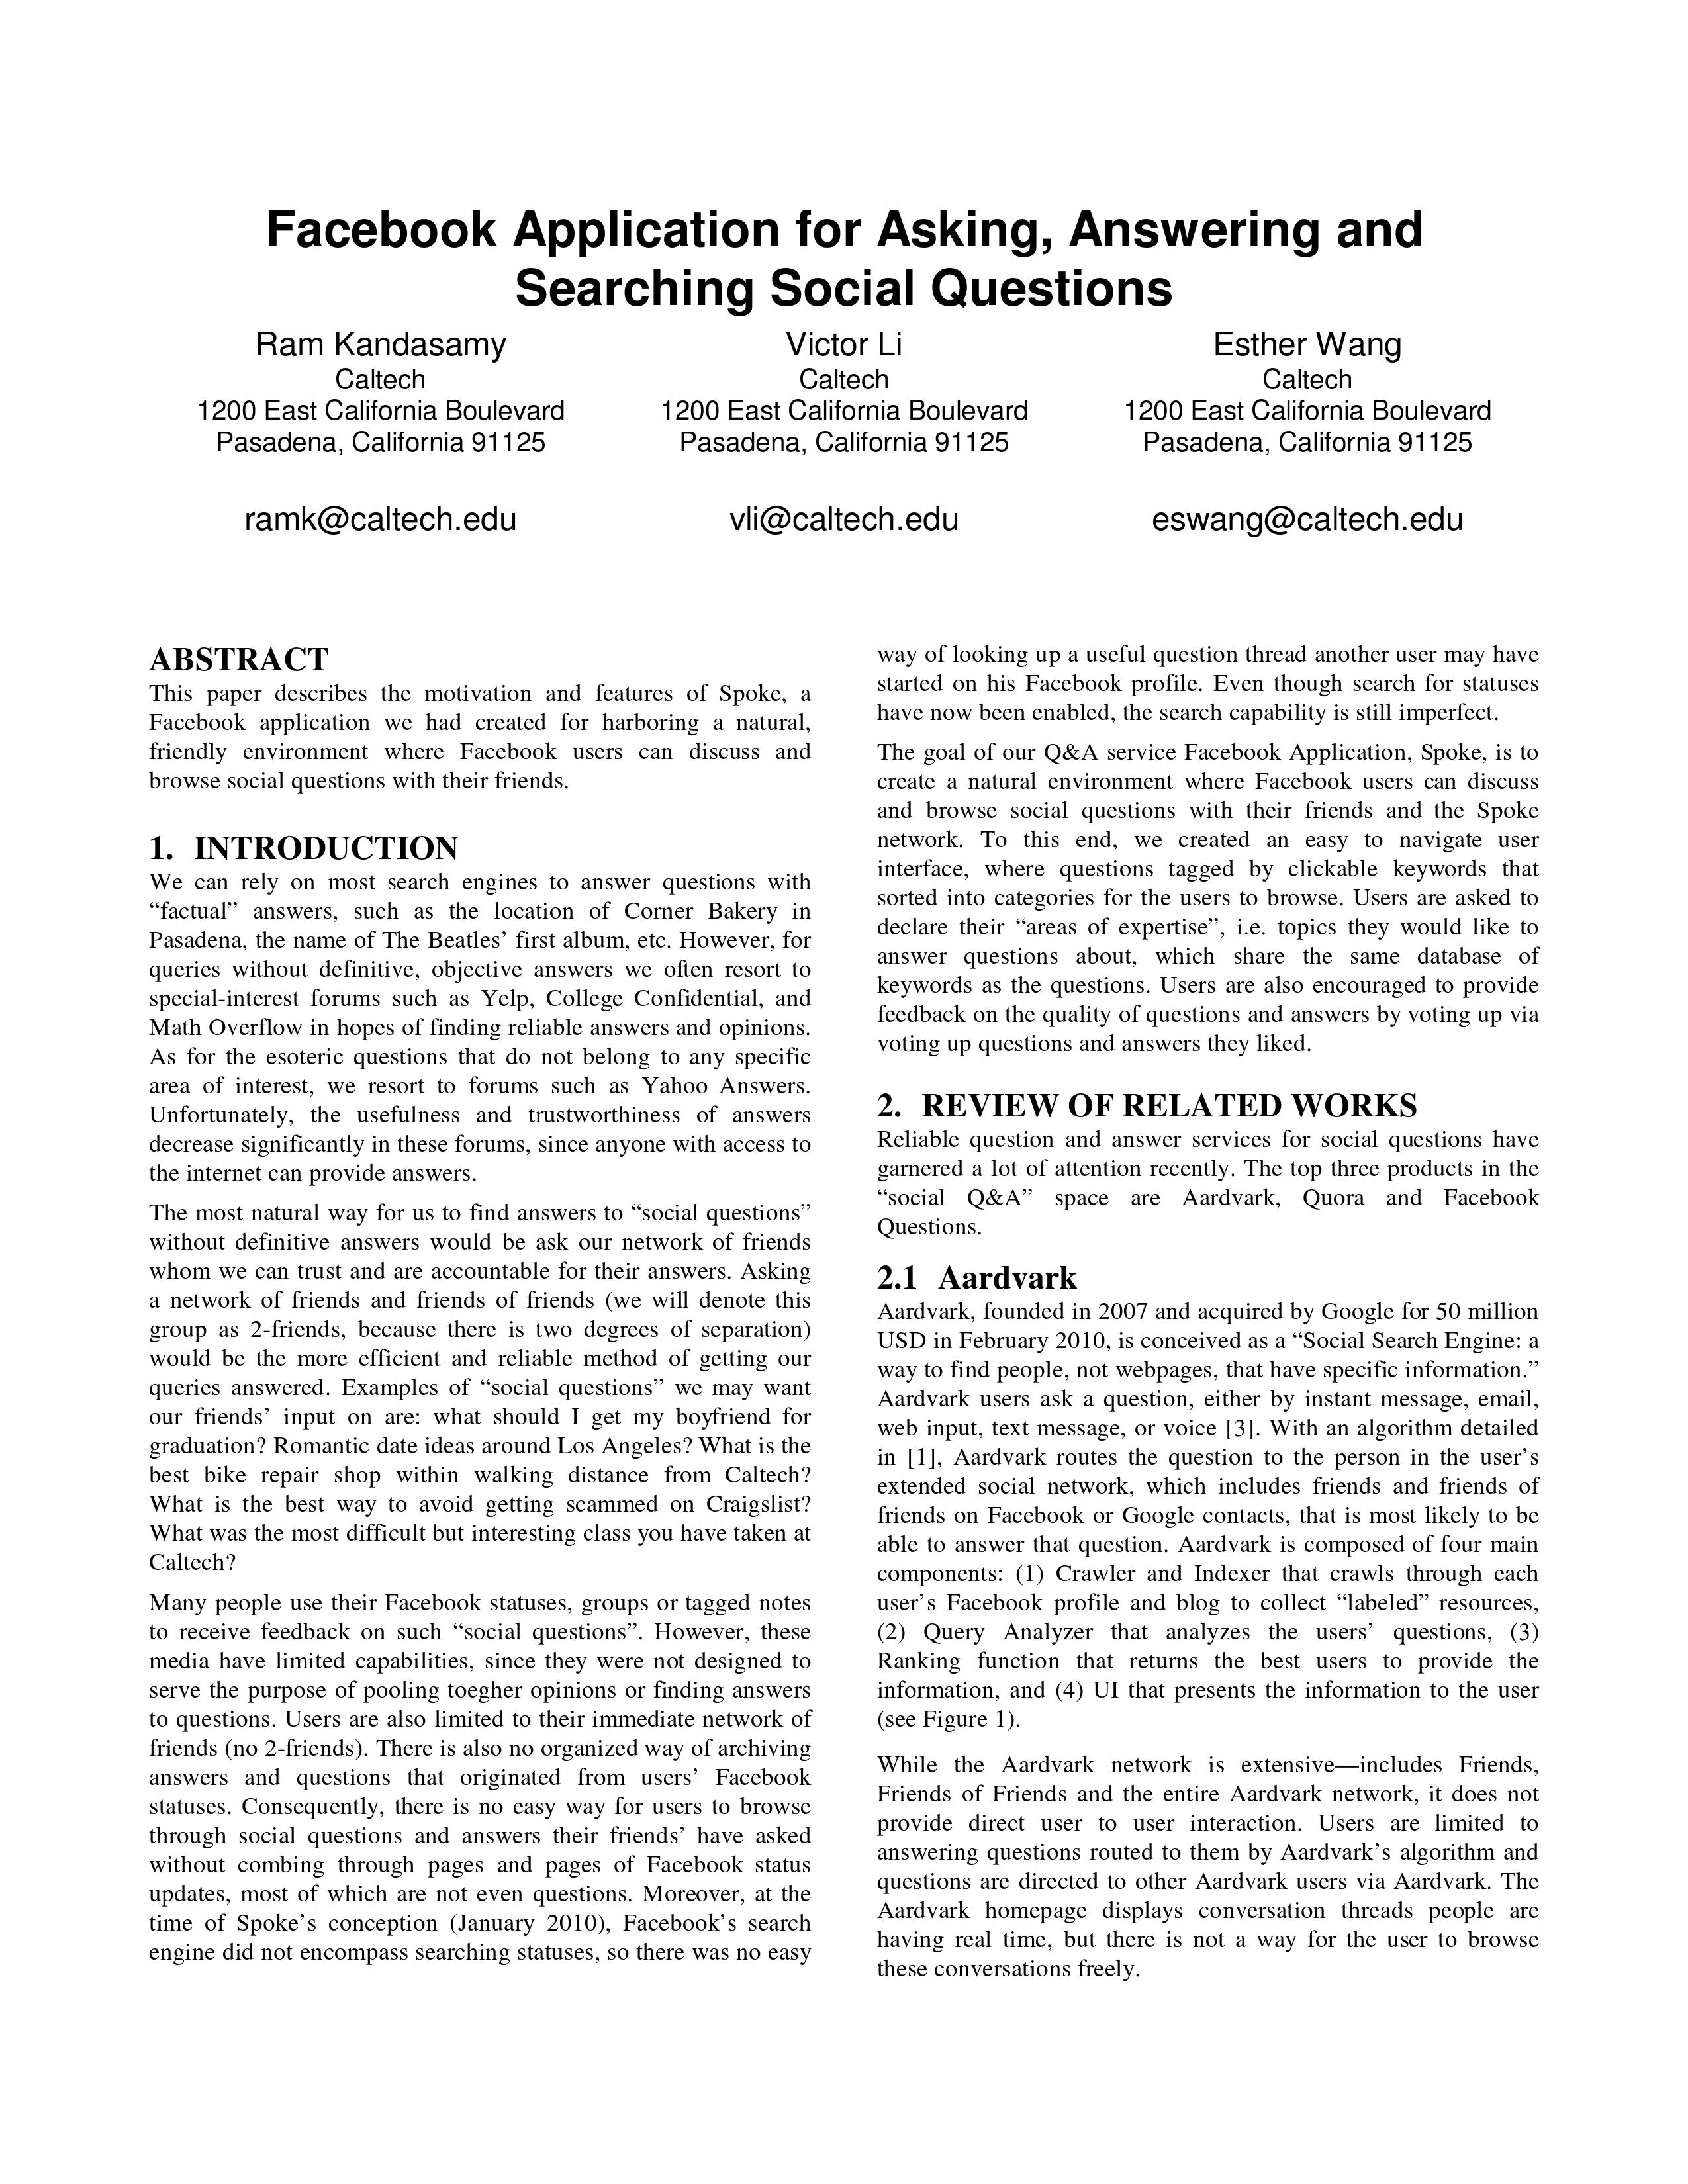 Facebook Application for Asking, Answering and
Searching Social Questions
Ram Kandasamy
Caltech
1200 East California Boulevard
Pasadena, California 91125
ramk@caltech.edu
Victor Li
Caltech
1200 East California Boulevard
Pasadena, California 91125
vli@caltech.edu
Esther Wang
Caltech
1200 East California Boulevard
Pasadena, California 91125
eswang@caltech.edu
ABSTRACT
This paper describes the motivation and features of Spoke, a
Facebook application we had created for harboring a natural,
friendly environment where Facebook users can discuss and
browse social questions with their friends.
1. INTRODUCTION
We can rely on most search engines to answer questions with
“factual” answers, such as the location of Corner Bakery in
Pasadena, the name of The Beatles’ first album, etc. However, for
queries without definitive, objective answers we often resort to
special-interest forums such as Yelp, College Confidential, and
Math Overflow in hopes of finding reliable answers and opinions.
As for the esoteric questions that do not belong to any specific
area of interest, we resort to forums such as Yahoo Answers.
Unfortunately, the usefulness and trustworthiness of answers
decrease significantly in these forums, since anyone with access to
the internet can provide answers.
The most natural way for us to find answers to “social questions”
without definitive answers would be ask our network of friends
whom we can trust and are accountable for their answers. Asking
a network of friends and friends of friends (we will denote this
group as 2-friends, because there is two degrees of separation)
would be the more efficient and reliable method of getting our
queries answered. Examples of “social questions” we may want
our friends’ input on are: what should I get my boyfriend for
graduation? Romantic date ideas around Los Angeles? What is the
best bike repair shop within walking distance from Caltech?
What is the best way to avoid getting scammed on Craigslist?
What was the most difficult but interesting class you have taken at
Caltech?
Many people use their Facebook statuses, groups or tagged notes
to receive feedback on such “social questions”. However, these
media have limited capabilities, since they were not designed to
serve the purpose of pooling toegher opinions or finding answers
to questions. Users are also limited to their immediate network of
friends (no 2-friends). There is also no organized way of archiving
answers and questions that originated from users’ Facebook
statuses. Consequently, there is no easy way for users to browse
through social questions and answers their friends’ have asked
without combing through pages and pages of Facebook status
updates, most of which are not even questions. Moreover, at the
time of Spoke’s conception (January 2010), Facebook’s search
engine did not encompass searching statuses, so there was no easy
way of looking up a useful question thread another user may have
started on his Facebook profile. Even though search for statuses
have now been enabled, the search capability is still imperfect.
The goal of our Q&A service Facebook Application, Spoke, is to
create a natural environment where Facebook users can discuss
and browse social questions with their friends and the Spoke
network. To this end, we created an easy to navigate user
interface, where questions tagged by clickable keywords that
sorted into categories for the users to browse. Users are asked to
declare their “areas of expertise”, i.e. topics they would like to
answer questions about, which share the same database of
keywords as the questions. Users are also encouraged to provide
feedback on the quality of questions and answers by voting up via
voting up questions and answers they liked.
2. REVIEW OF RELATED WORKS
Reliable question and answer services for social questions have
garnered a lot of attention recently. The top three products in the
“social Q&A” space are Aardvark, Quora and Facebook
Questions.
2.1 Aardvark
Aardvark, founded in 2007 and acquired by Google for 50 million
USD in February 2010, is conceived as a “Social Search Engine: a
way to find people, not webpages, that have specific information.”
Aardvark users ask a question, either by instant message, email,
web input, text message, or voice [3]. With an algorithm detailed
in [1], Aardvark routes the question to the person in the user’s
extended social network, which includes friends and friends of
friends on Facebook or Google contacts, that is most likely to be
able to answer that question. Aardvark is composed of four main
components: (1) Crawler and Indexer that crawls through each
user’s Facebook profile and blog to collect “labeled” resources,
(2) Query Analyzer that analyzes the users’ questions, (3)
Ranking function that returns the best users to provide the
information, and (4) UI that presents the information to the user
(see Figure 1).
While the Aardvark network is extensive—includes Friends,
Friends of Friends and the entire Aardvark network, it does not
provide direct user to user interaction. Users are limited to
answering questions routed to them by Aardvark’s algorithm and
questions are directed to other Aardvark users via Aardvark. The
Aardvark homepage displays conversation threads people are
having real time, but there is not a way for the user to browse
these conversations freely.